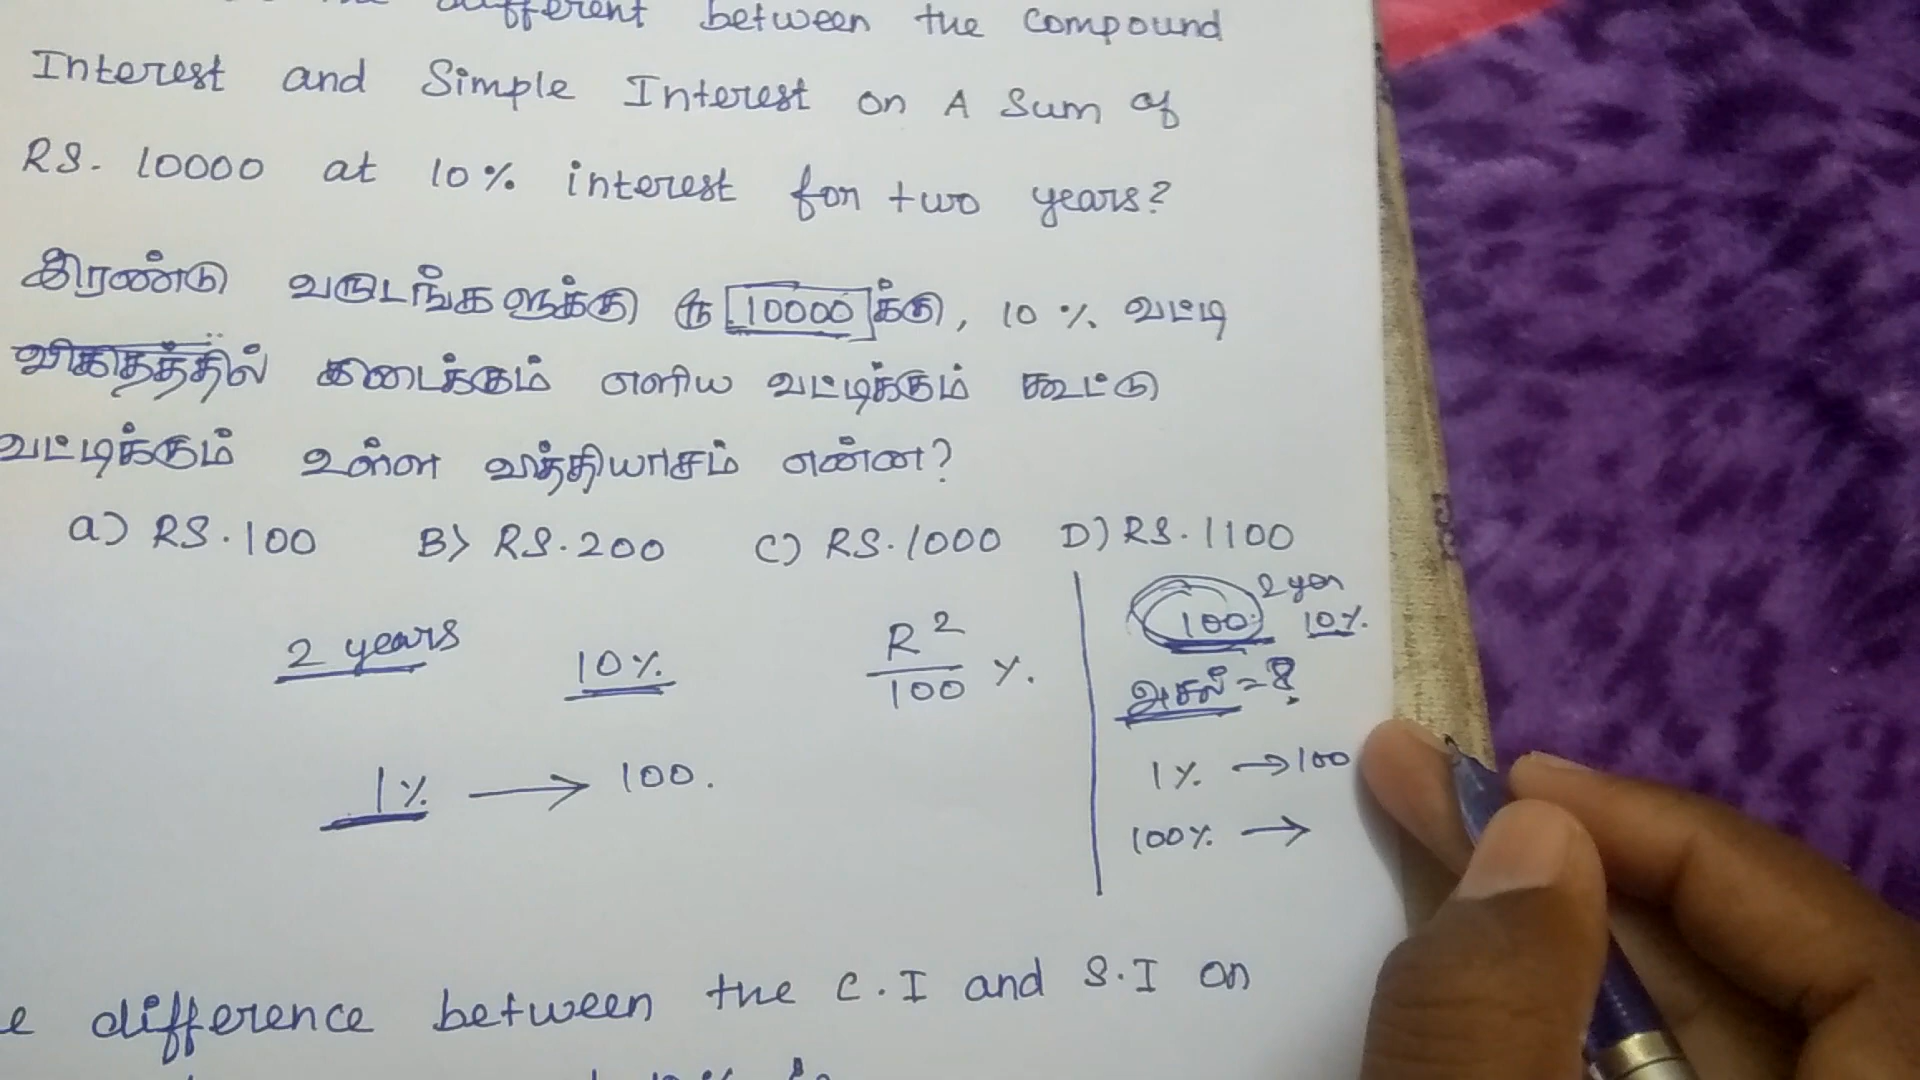 different between the Compound
Interest and Simple Interest on A Sum of
RS. 10000 at 10% interest for two years?
இரண்டு வருடங்களுக்கு ரூ 10000 க்கு, 10 % வட்டி
விகிதத்தில் கிடைக்கும் எளிய வட்டிக்கும் கூட்டு
வட்டிக்கும் உள்ள வித்தியாசம் என்ன?
a) RS. 100 B) RS. 200 C) RS. 1000 D) RS. 1100
2 years 10% R²/100 %.
1% → 100.
100 2 year 10%.
அசல் = ?
1% → 100
100% →
e difference between the C.I and S.I on